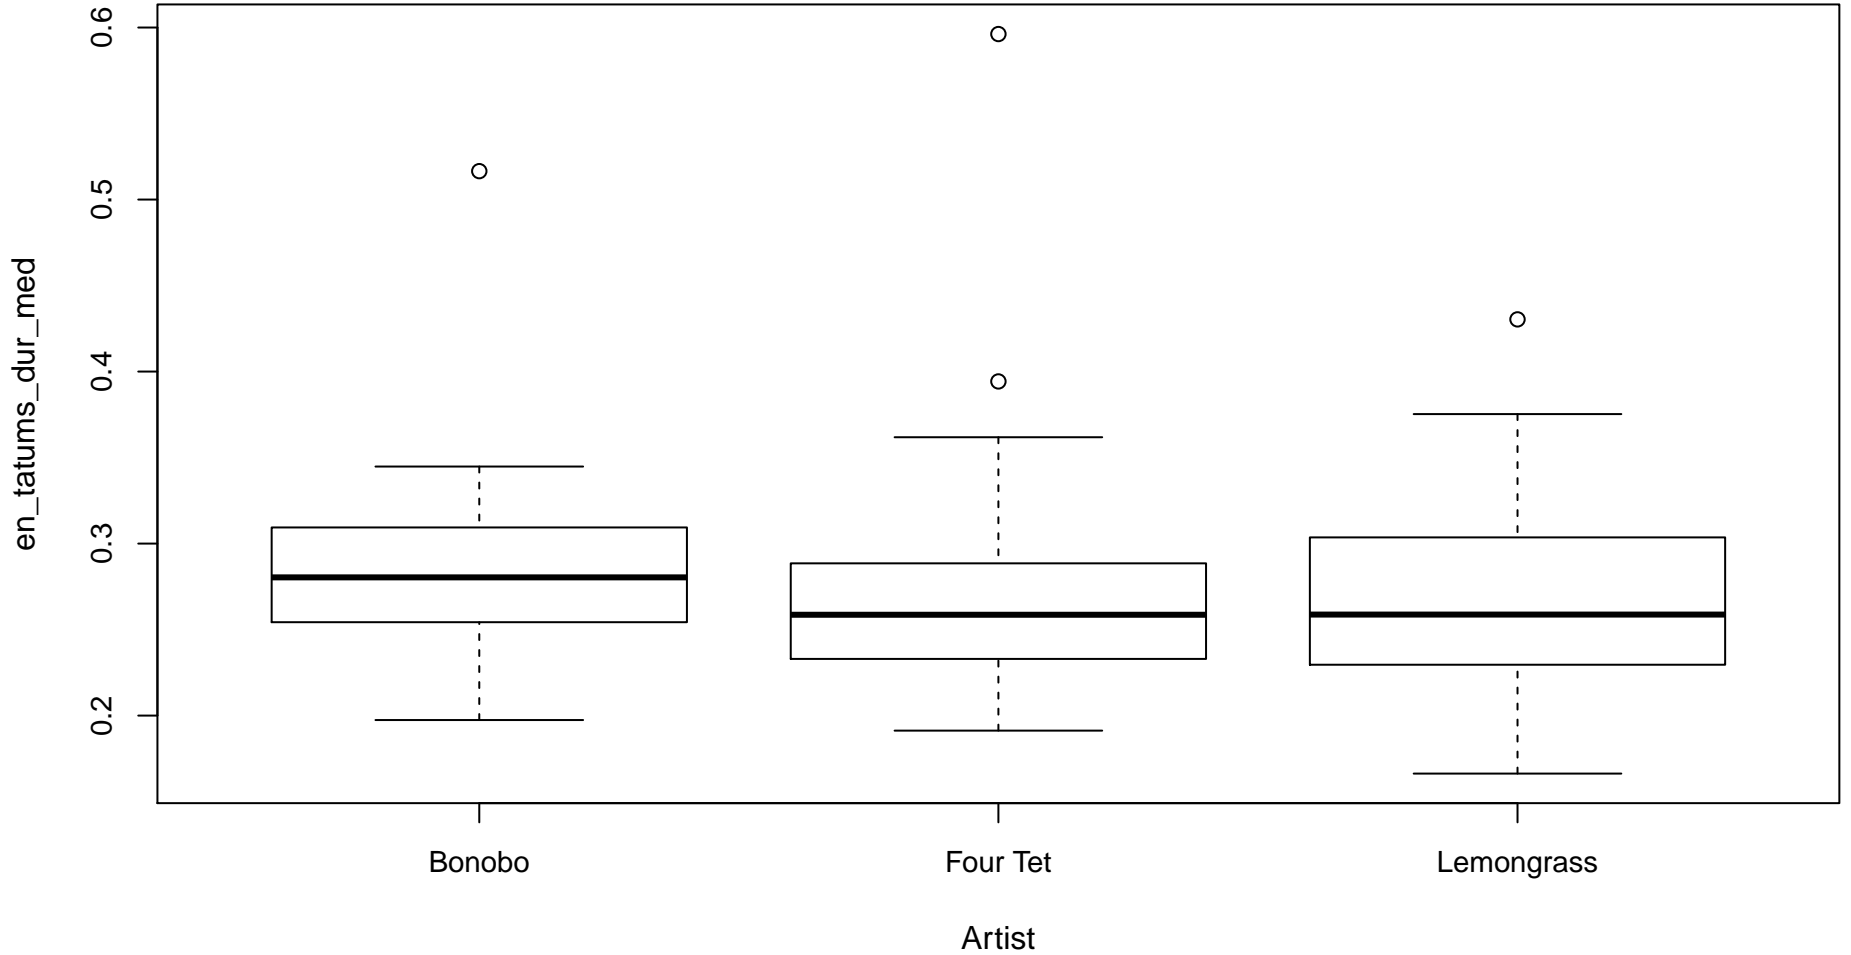 en_tatums_dur_med
0.6
0.5
0.4
0.3
0.2
Bonobo
Four Tet
Lemongrass
Artist